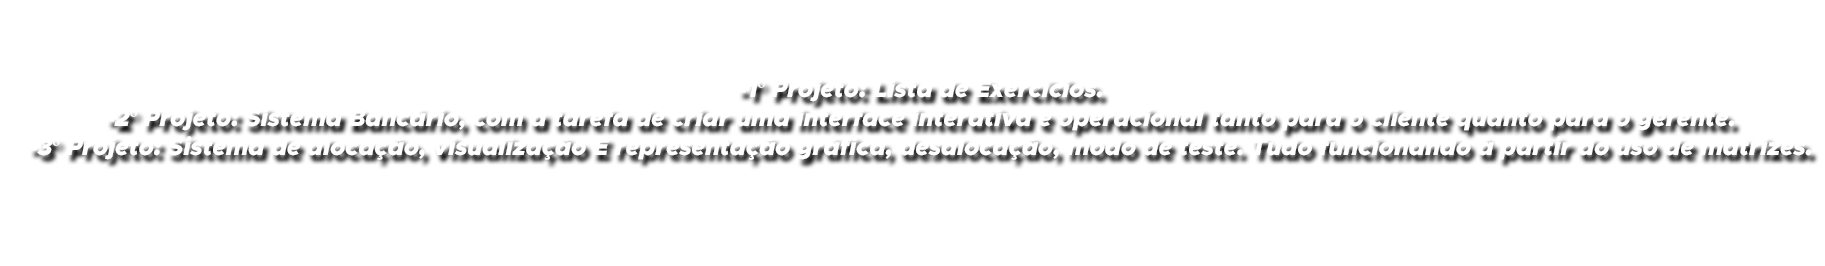 •1° Projeto: Lista de Exercícios.
•2° Projeto: Sistema Bancário, com a tarefa de criar uma interface interativa e operacional tanto para o cliente quanto para o gerente.
•3° Projeto: Sistema de alocação, visualização E representação gráfica, desalocação, modo de teste. Tudo funcionando à partir do uso de matrizes.